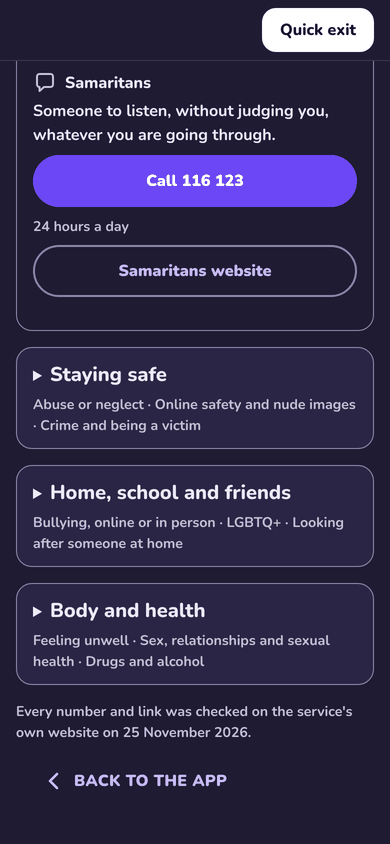 Quick exit
Samaritans
Someone to listen, without judging you,
whatever you are going through.
Call 116 123
24 hours a day
Samaritans website
Staying safe
Abuse or neglect · Online safety and nude images
· Crime and being a victim
Home, school and friends
Bullying, online or in person · LGBTQ+ · Looking
after someone at home
Body and health
Feeling unwell · Sex, relationships and sexual
health · Drugs and alcohol
Every number and link was checked on the service's
own website on 25 November 2026.
BACK TO THE APP